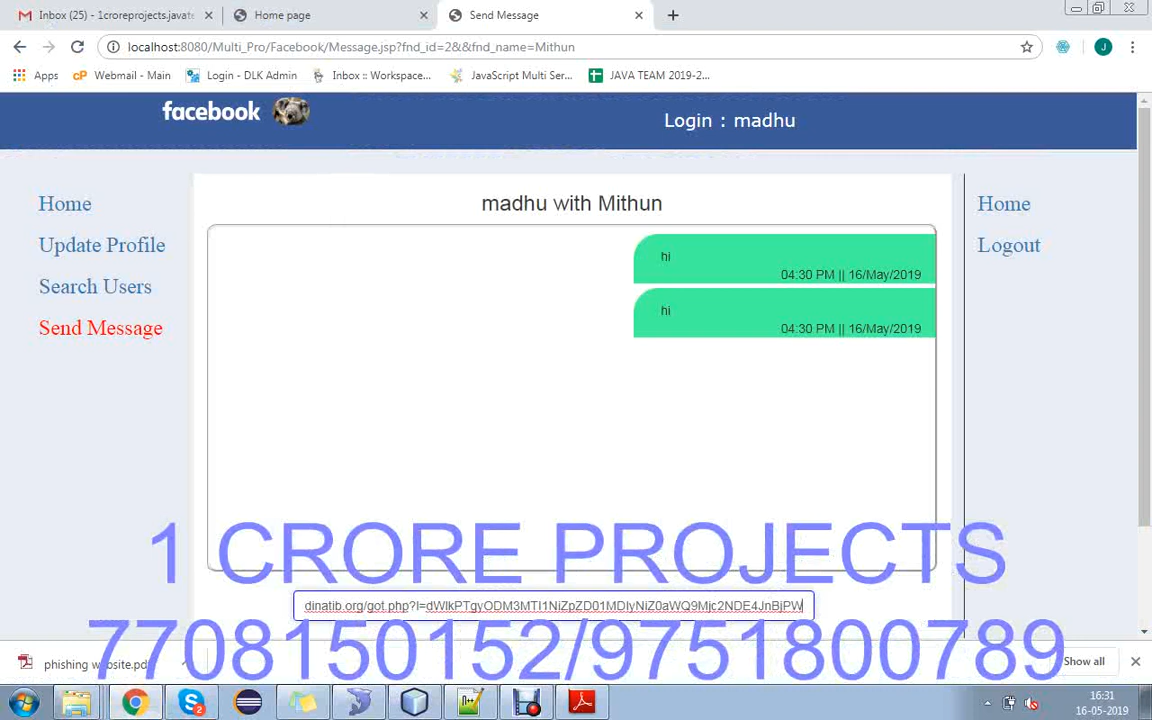 Inbox (25) - 1croreprojects.javate
Home page
Send Message
localhost:8080/Multi_Pro/Facebook/Message.jsp?fnd_id=2&&fnd_name=Mithun
J
Apps
cP Webmail - Main
Login - DLK Admin
Inbox :: Workspace...
JavaScript Multi Ser...
JAVA TEAM 2019-2...
facebook
Login : madhu
Home
Update Profile
Search Users
Send Message
madhu with Mithun
hi
04:30 PM || 16/May/2019
hi
04:30 PM || 16/May/2019
Home
Logout
1 CRORE PROJECTS
7708150152/9751800789
phishing website.pdf
Show all
2
16:31
16-05-2019